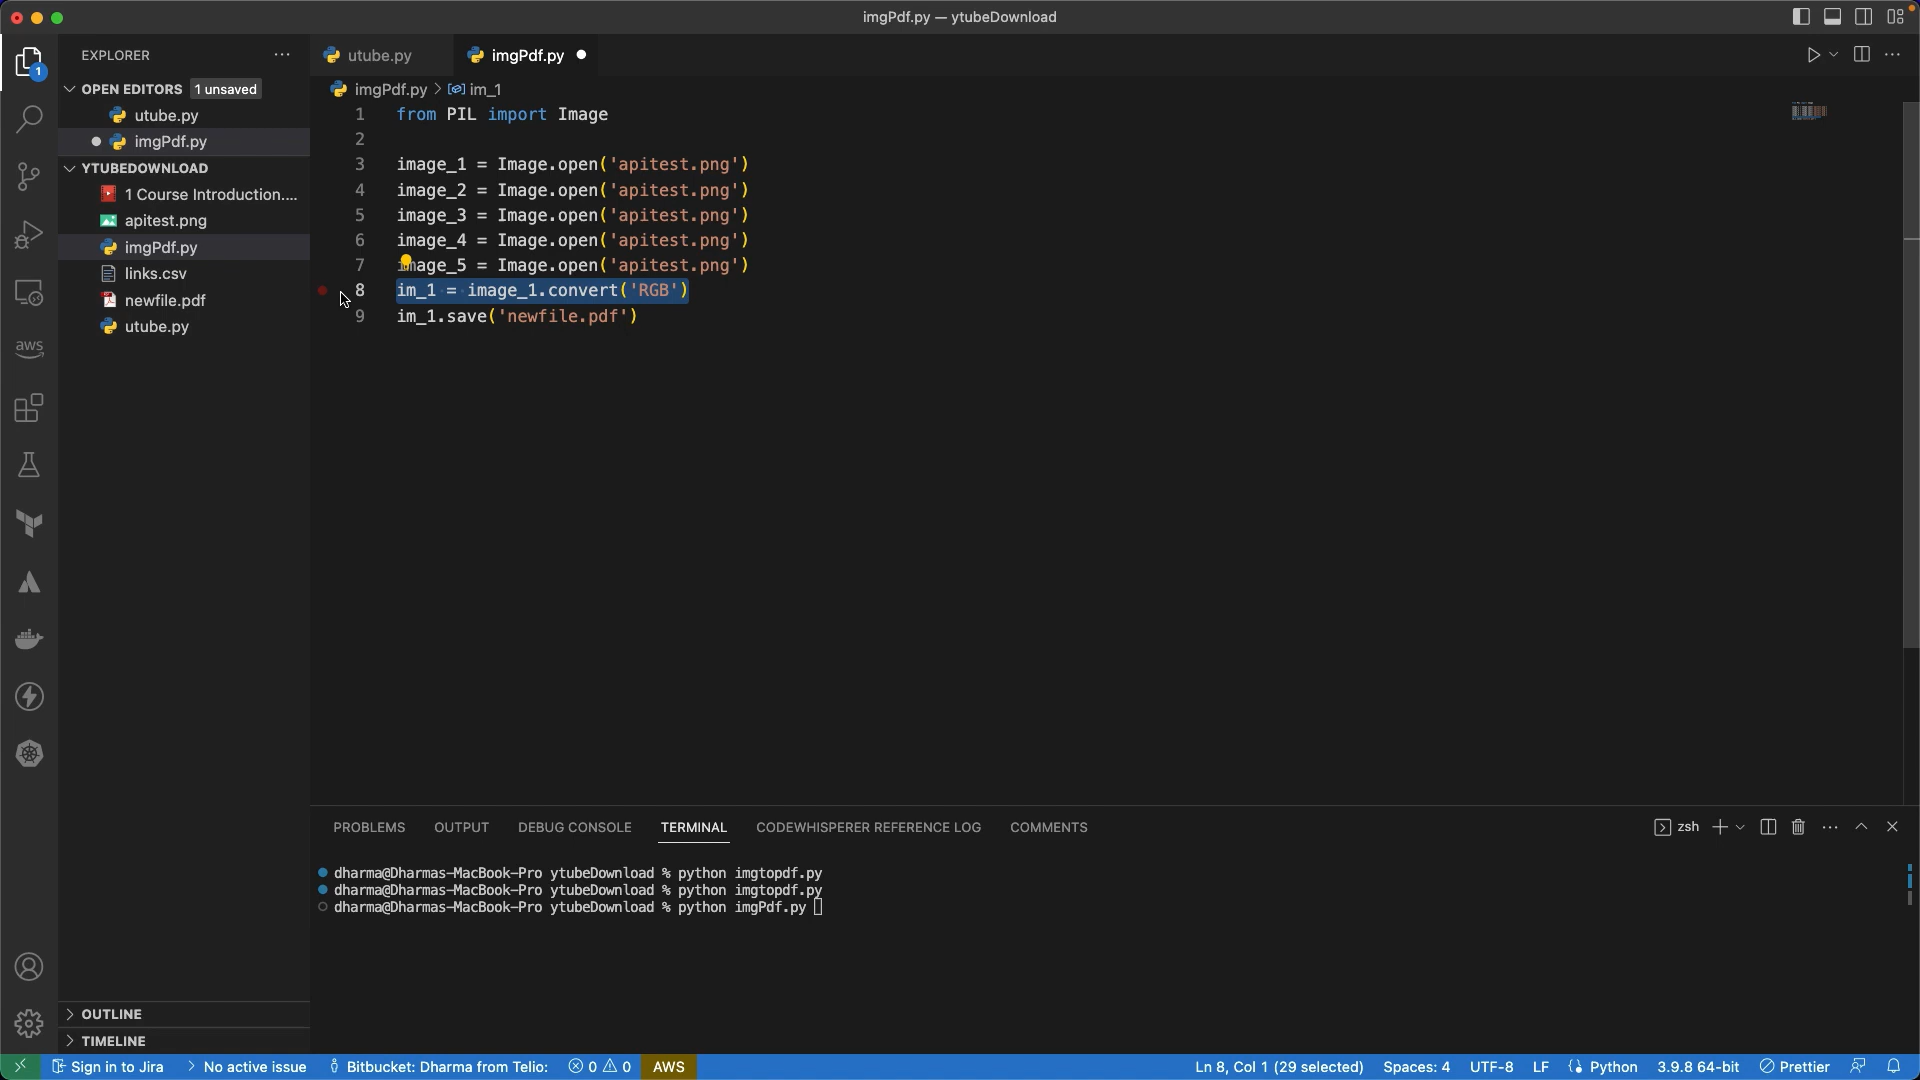 imgPdf.py — ytubeDownload
EXPLORER
OPEN EDITORS 1 unsaved
utube.py
imgPdf.py
YTUBEDOWNLOAD
1 Course Introduction....
apitest.png
imgPdf.py
links.csv
newfile.pdf
utube.py
OUTLINE
TIMELINE
1
aws
utube.py
imgPdf.py
imgPdf.py > im_1
1 from PIL import Image
2
3 image_1 = Image.open('apitest.png')
4 image_2 = Image.open('apitest.png')
5 image_3 = Image.open('apitest.png')
6 image_4 = Image.open('apitest.png')
7 image_5 = Image.open('apitest.png')
8 im_1 = image_1.convert('RGB')
9 im_1.save('newfile.pdf')
PROBLEMS OUTPUT DEBUG CONSOLE TERMINAL CODEWHISPERER REFERENCE LOG COMMENTS
zsh
dharma@Dharmas-MacBook-Pro ytubeDownload % python imgtopdf.py
dharma@Dharmas-MacBook-Pro ytubeDownload % python imgtopdf.py
dharma@Dharmas-MacBook-Pro ytubeDownload % python imgPdf.py
Sign in to Jira No active issue Bitbucket: Dharma from Telio: 0 0 AWS Ln 8, Col 1 (29 selected) Spaces: 4 UTF-8 LF Python 3.9.8 64-bit Prettier